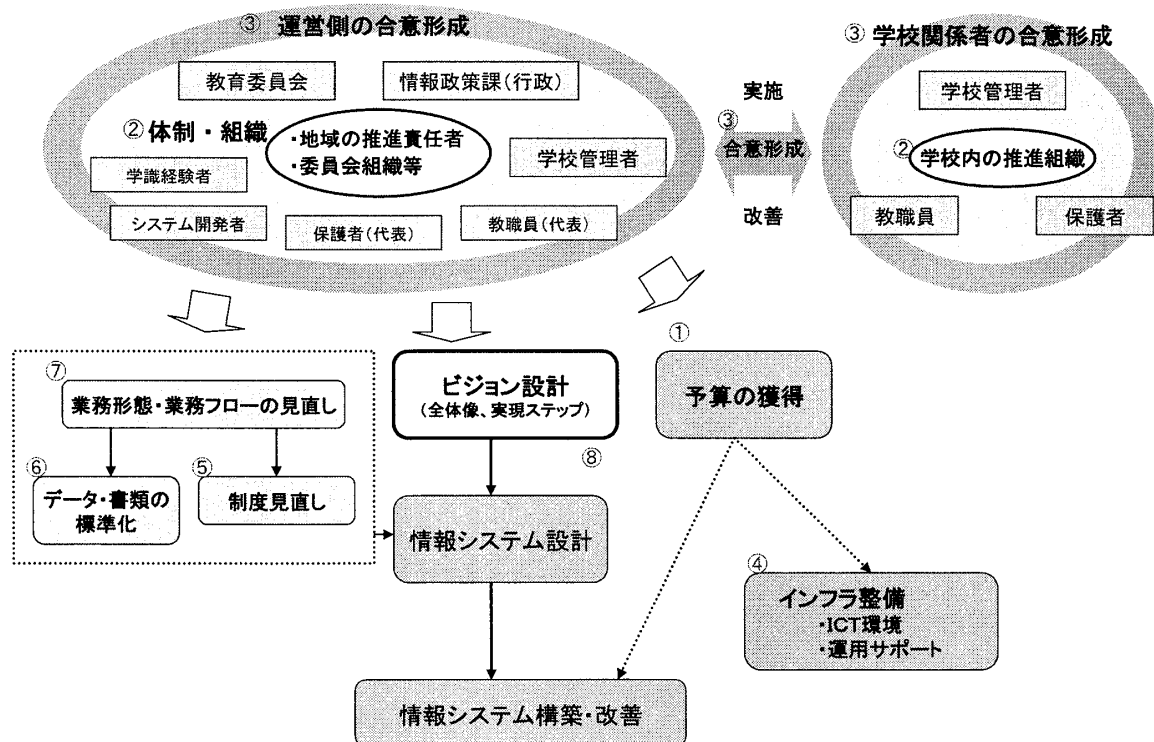 ③ 運営側の合意形成
教育委員会
情報政策課(行政)
② 体制・組織
・地域の推進責任者
・委員会組織等
学校管理者
学識経験者
システム開発者
保護者(代表)
教職員(代表)
実施
③
合意形成
改善
③ 学校関係者の合意形成
学校管理者
② 学校内の推進組織
教職員
保護者
⑦
業務形態・業務フローの見直し
⑥
データ・書類の
標準化
⑤
制度見直し
ビジョン設計
(全体像、実現ステップ)
⑧
情報システム設計
①
予算の獲得
④
インフラ整備
・ICT環境
・運用サポート
情報システム構築・改善